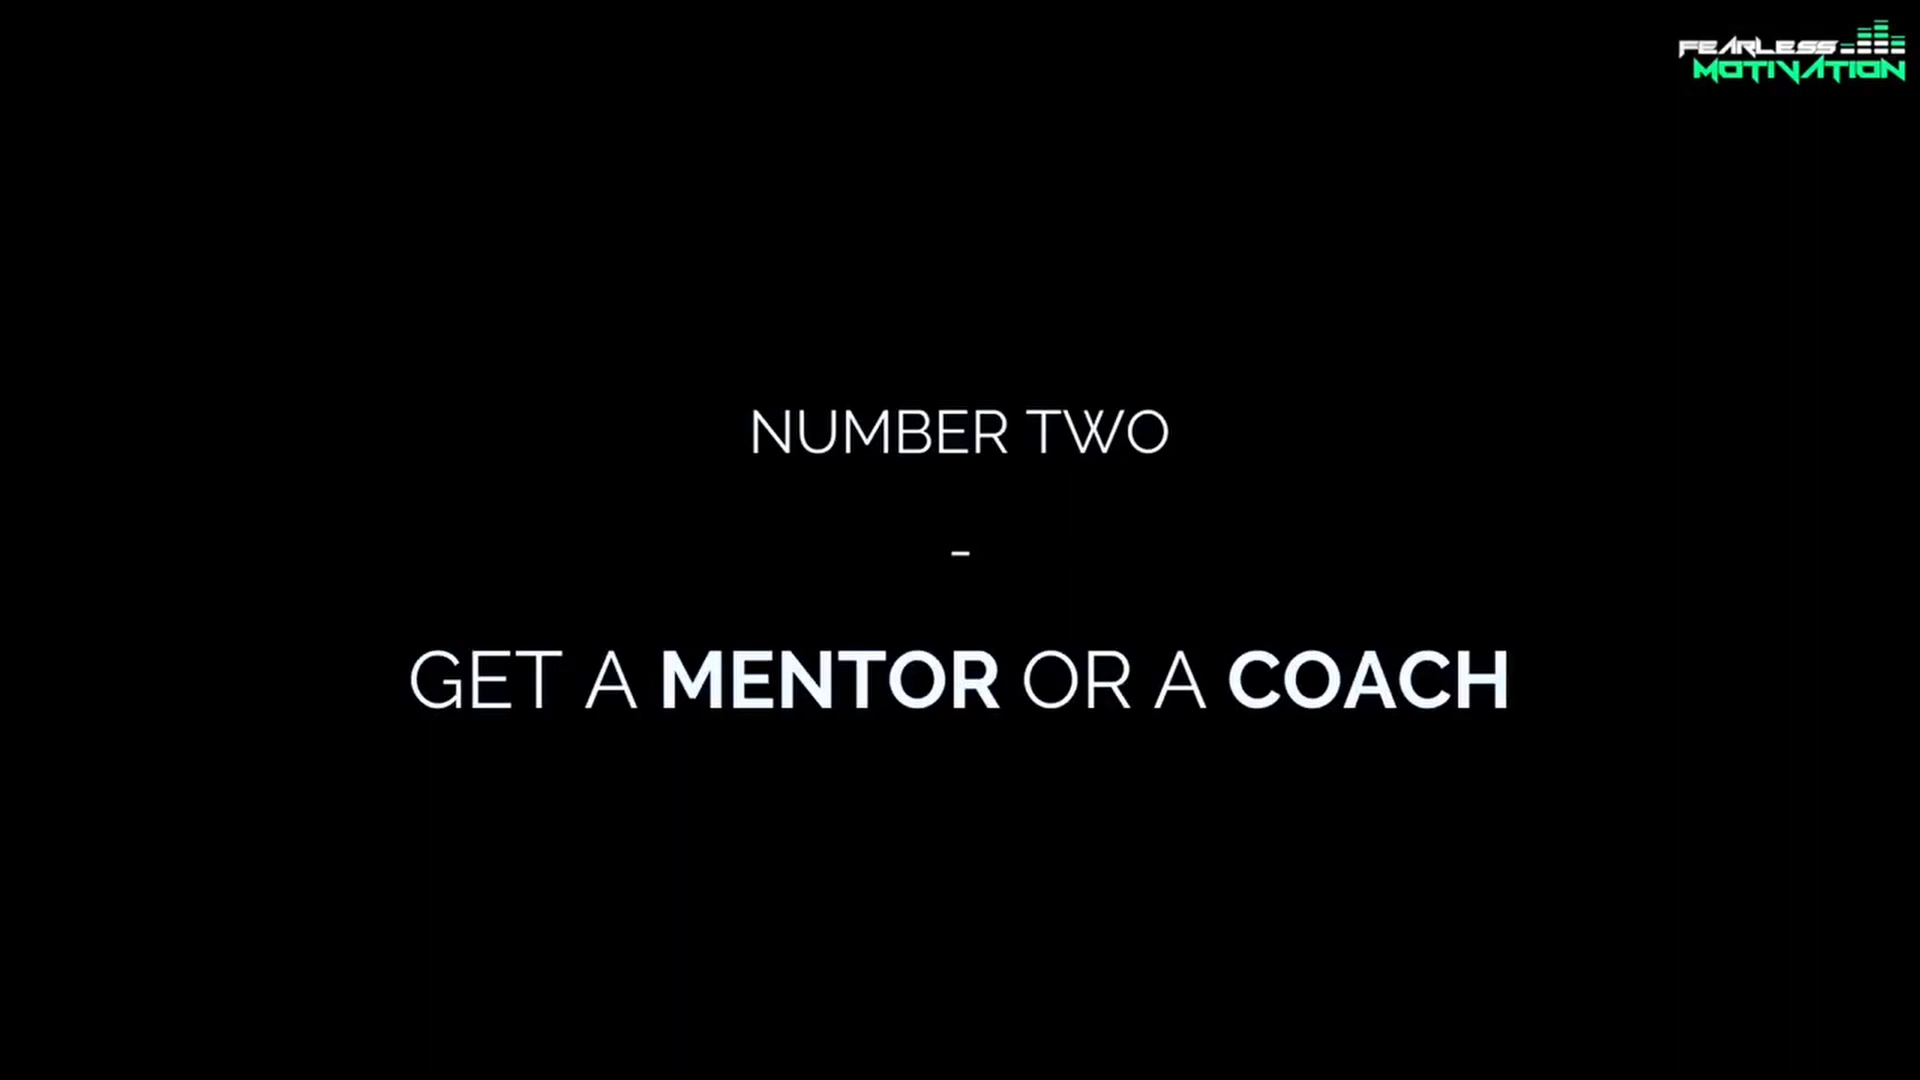 FEARLESS
MOTIVATION
NUMBER TWO
-
GET A MENTOR OR A COACH